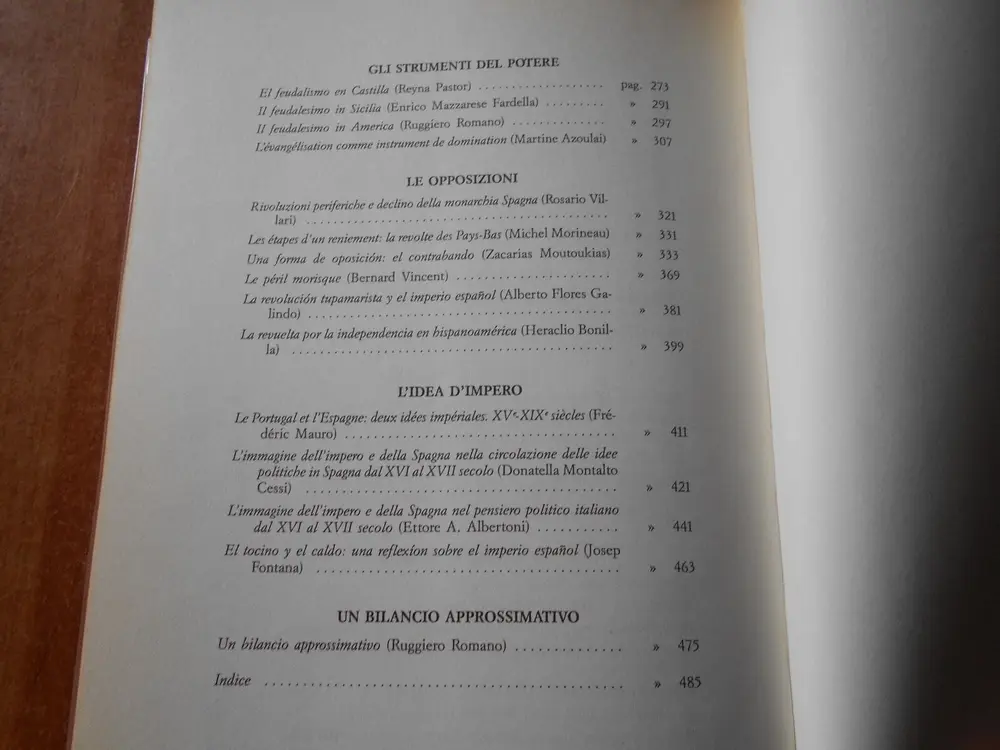 GLI STRUMENTI DEL POTERE
El feudalismo en Castilla (Reyna Pastor) . . . . . . . . . . . . . . . . . . . pag. 273
Il feudalesimo in Sicilia (Enrico Mazzarese Fardella) . . . . . . . . . » 291
Il feudalesimo in America (Ruggiero Romano) . . . . . . . . . . . . . . » 297
L'évangélisation comme instrument de domination (Martine Azoulai) » 307
LE OPPOSIZIONI
Rivoluzioni periferiche e declino della monarchia Spagna (Rosario Vil-
lari) . . . . . . . . . . . . . . . . . . . . . . . . . . . . . . . . . . . . . . . . . . » 321
Les étapes d'un reniement: la revolte des Pays-Bas (Michel Morineau) » 331
Una forma de oposición: el contrabando (Zacarias Moutoukias) » 333
Le péril morisque (Bernard Vincent) . . . . . . . . . . . . . . . . . . . . . » 369
La revolución tupamarista y el imperio español (Alberto Flores Ga-
lindo) . . . . . . . . . . . . . . . . . . . . . . . . . . . . . . . . . . . . . . . . . » 381
La revuelta por la independencia en hispanoamérica (Heraclio Bonil-
la) . . . . . . . . . . . . . . . . . . . . . . . . . . . . . . . . . . . . . . . . . . . » 399
L'IDEA D'IMPERO
Le Portugal et l'Espagne: deux idées impériales. XVe-XIXe siècles (Fré-
déric Mauro) . . . . . . . . . . . . . . . . . . . . . . . . . . . . . . . . . . . . » 411
L'immagine dell'impero e della Spagna nella circolazione delle idee
politiche in Spagna dal XVI al XVII secolo (Donatella Montalto
Cessi) . . . . . . . . . . . . . . . . . . . . . . . . . . . . . . . . . . . . . . . . . » 421
L'immagine dell'impero e della Spagna nel pensiero politico italiano
dal XVI al XVII secolo (Ettore A. Albertoni) . . . . . . . . . . . » 441
El tocino y el caldo: una reflexíon sobre el imperio español (Josep
Fontana) . . . . . . . . . . . . . . . . . . . . . . . . . . . . . . . . . . . . . . . » 463
UN BILANCIO APPROSSIMATIVO
Un bilancio approssimativo (Ruggiero Romano) . . . . . . . . . . . . . . » 475
Indice . . . . . . . . . . . . . . . . . . . . . . . . . . . . . . . . . . . . . . . . . . . . » 485